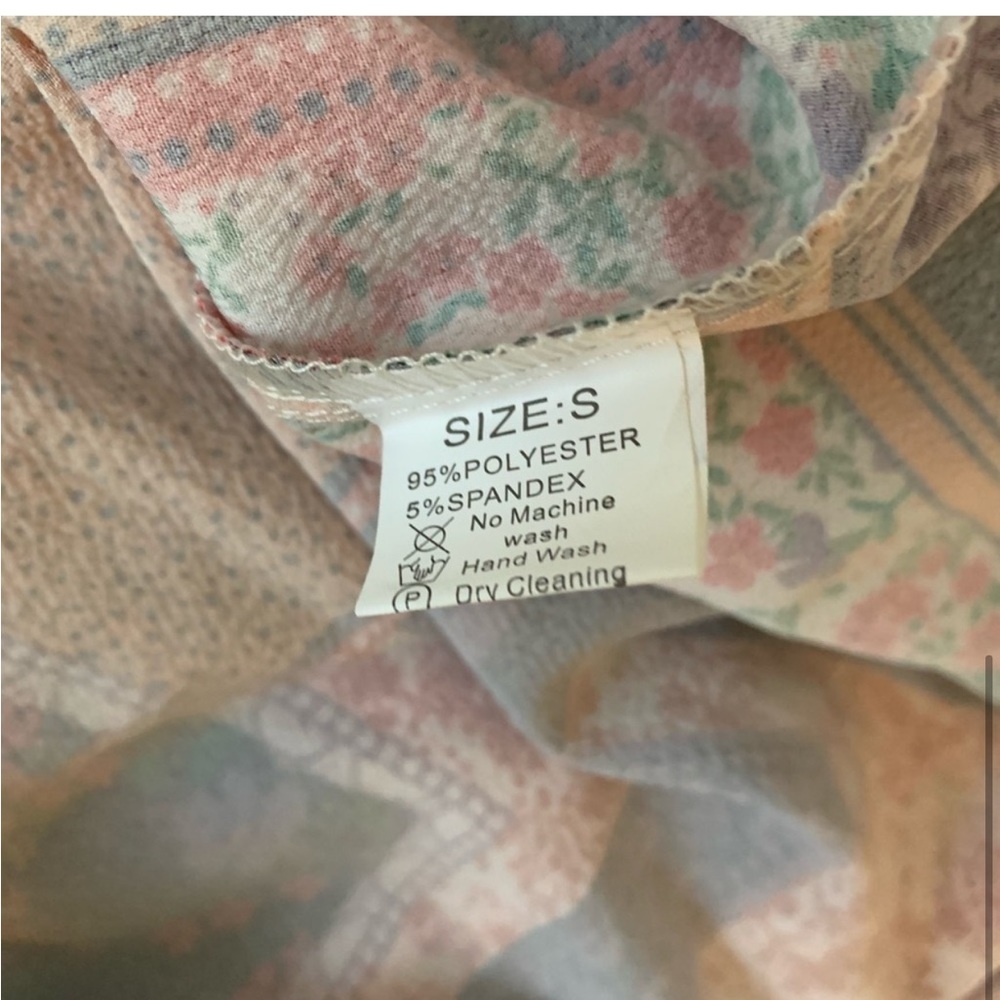 SIZE:S
95%POLYESTER
5%SPANDEX
No Machine
wash
Hand Wash
P Dry Cleaning